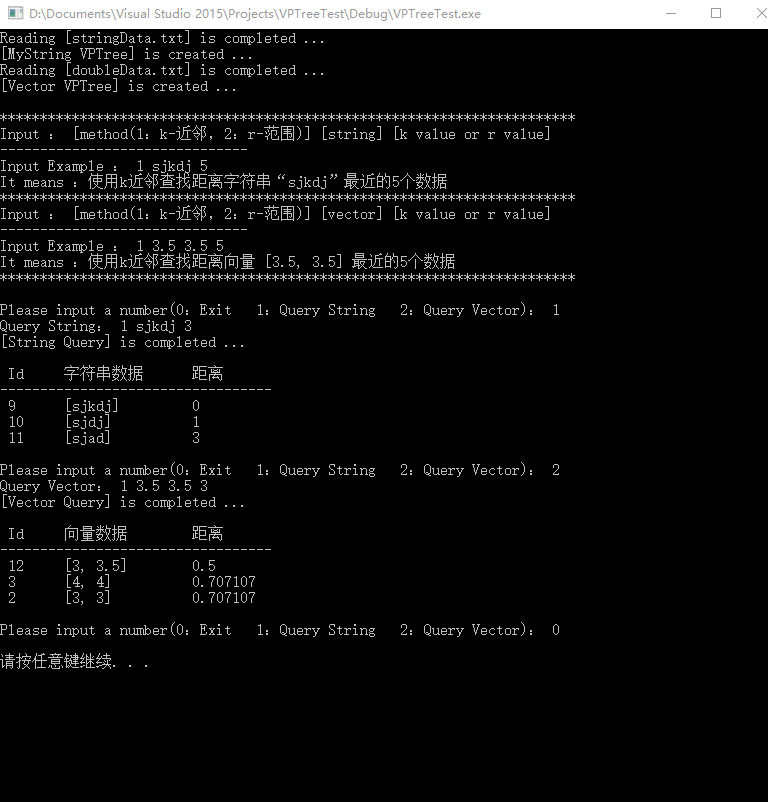 D:\Documents\Visual Studio 2015\Projects\VPTreeTest\Debug\VPTreeTest.exe
Reading [stringData.txt] is completed ...
[MyString VPTree] is created ...
Reading [doubleData.txt] is completed ...
[Vector VPTree] is created ...
************************************************************************
Input : [method(1: k-近邻, 2: r-范围)] [string] [k value or r value]
-------------------------------
Input Example : 1 sjkdj 5
It means : 使用k近邻查找距离字符串“sjkdj”最近的5个数据
************************************************************************
Input : [method(1: k-近邻, 2: r-范围)] [vector] [k value or r value]
-------------------------------
Input Example : 1 3.5 3.5 5
It means : 使用k近邻查找距离向量 [3.5, 3.5] 最近的5个数据
************************************************************************
Please input a number(0: Exit   1: Query String   2: Query Vector):  1
Query String: 1 sjkdj 3
[String Query] is completed ...
Id     字符串数据      距离
----------------------------------
9      [sjkdj]         0
10     [sjdj]          1
11     [sjad]          3
Please input a number(0: Exit   1: Query String   2: Query Vector):  2
Query Vector: 1 3.5 3.5 3
[Vector Query] is completed ...
Id     向量数据        距离
----------------------------------
12     [3, 3.5]        0.5
3      [4, 4]          0.707107
2      [3, 3]          0.707107
Please input a number(0: Exit   1: Query String   2: Query Vector):  0
请按任意键继续. . .